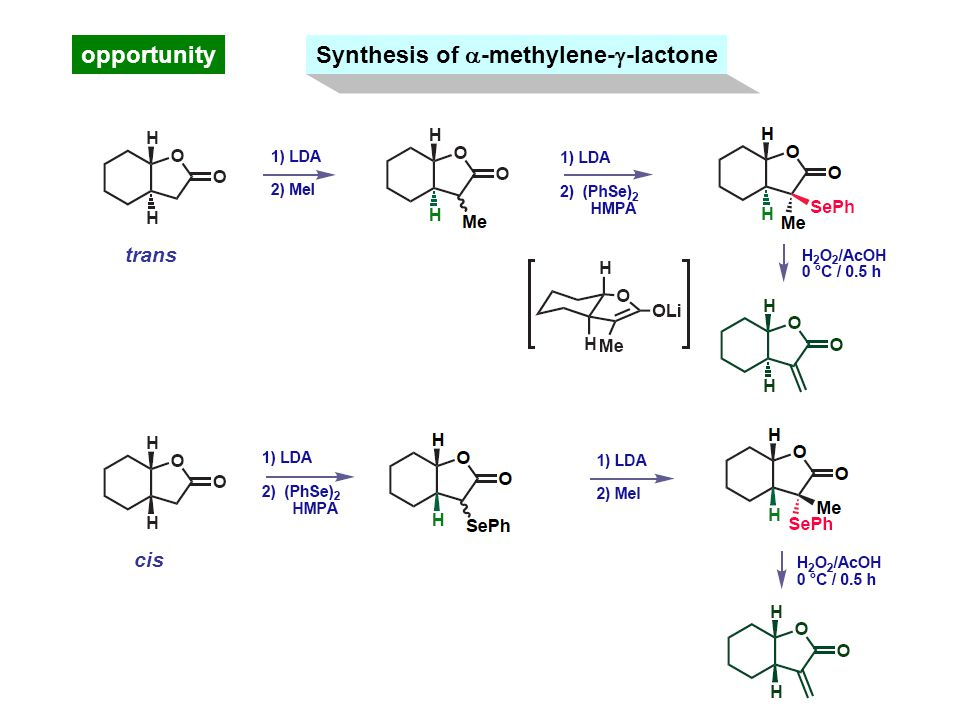 opportunity
Synthesis of α-methylene-γ-lactone
H
O
O
H
trans
1) LDA
2) MeI
H
O
O
H
Me
1) LDA
2) (PhSe)2
HMPA
H
O
O
SePh
H
Me
H2O2/AcOH
0 °C / 0.5 h
H
O
OLi
H
Me
H
O
O
H
H
O
O
H
cis
1) LDA
2) (PhSe)2
HMPA
H
O
O
H
SePh
1) LDA
2) MeI
H
O
O
Me
H
SePh
H2O2/AcOH
0 °C / 0.5 h
H
O
O
H